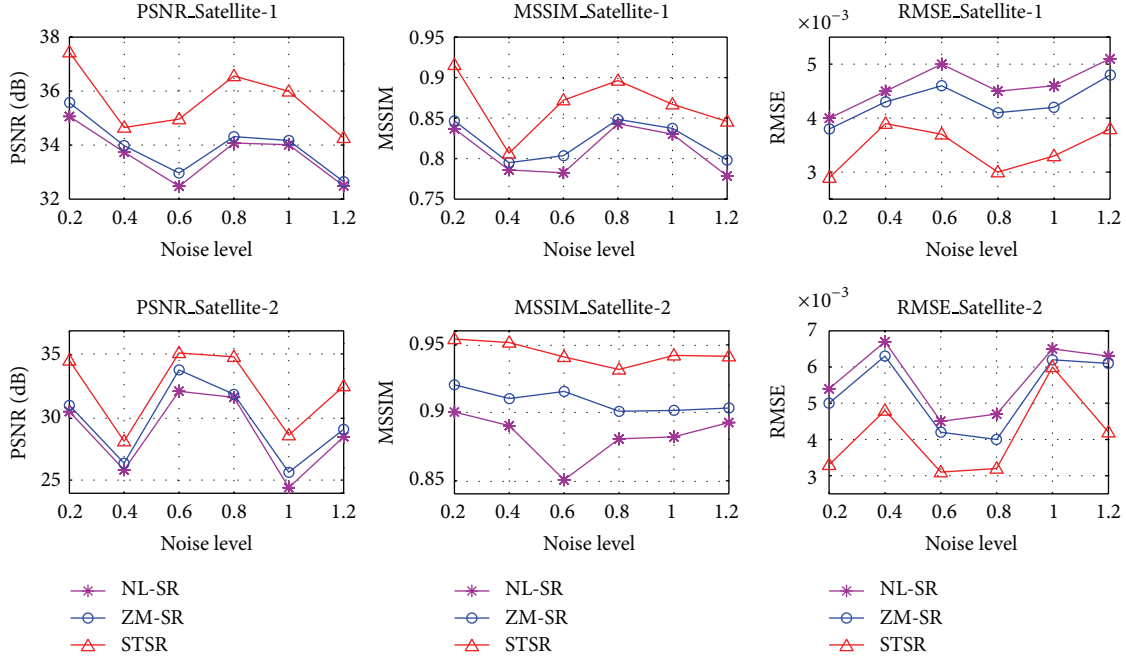 PSNR_Satellite-1
38
36
34
32
PSNR (dB)
0.2 0.4 0.6 0.8 1 1.2
Noise level
MSSIM_Satellite-1
0.95
0.9
0.85
0.8
0.75
MSSIM
0.2 0.4 0.6 0.8 1 1.2
Noise level
RMSE_Satellite-1
×10⁻³
5
4
3
RMSE
0.2 0.4 0.6 0.8 1 1.2
Noise level
PSNR_Satellite-2
35
30
25
PSNR (dB)
0.2 0.4 0.6 0.8 1 1.2
Noise level
MSSIM_Satellite-2
0.95
0.9
0.85
MSSIM
0.2 0.4 0.6 0.8 1 1.2
Noise level
RMSE_Satellite-2
×10⁻³
7
6
5
4
3
RMSE
0.2 0.4 0.6 0.8 1 1.2
Noise level
NL-SR
ZM-SR
STSR
NL-SR
ZM-SR
STSR
NL-SR
ZM-SR
STSR